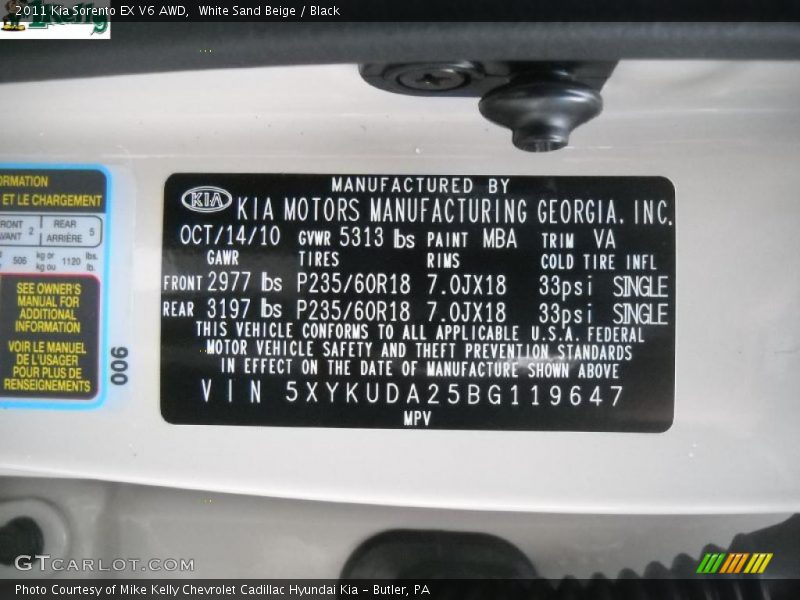 2011 Kia Sorento EX V6 AWD,  White Sand Beige / Black
ORMATION
ET LE CHARGEMENT
FRONT 2 REAR 5
AVANT ARRIÈRE
506 kg or 1120 lbs.
kg ou lb.
SEE OWNER'S
MANUAL FOR
ADDITIONAL
INFORMATION
VOIR LE MANUEL
DE L'USAGER
POUR PLUS DE
RENSEIGNEMENTS
900
MANUFACTURED BY
KIA KIA MOTORS MANUFACTURING GEORGIA, INC.
OCT/14/10 GVWR 5313 lbs PAINT MBA TRIM VA
GAWR TIRES RIMS COLD TIRE INFL
FRONT 2977 lbs P235/60R18 7.0JX18 33psi SINGLE
REAR 3197 lbs P235/60R18 7.0JX18 33psi SINGLE
THIS VEHICLE CONFORMS TO ALL APPLICABLE U.S.A. FEDERAL
MOTOR VEHICLE SAFETY AND THEFT PREVENTION STANDARDS
IN EFFECT ON THE DATE OF MANUFACTURE SHOWN ABOVE
VIN 5XYKUDA25BG119647
MPV
GTCARLOT.COM
Photo Courtesy of Mike Kelly Chevrolet Cadillac Hyundai Kia - Butler, PA